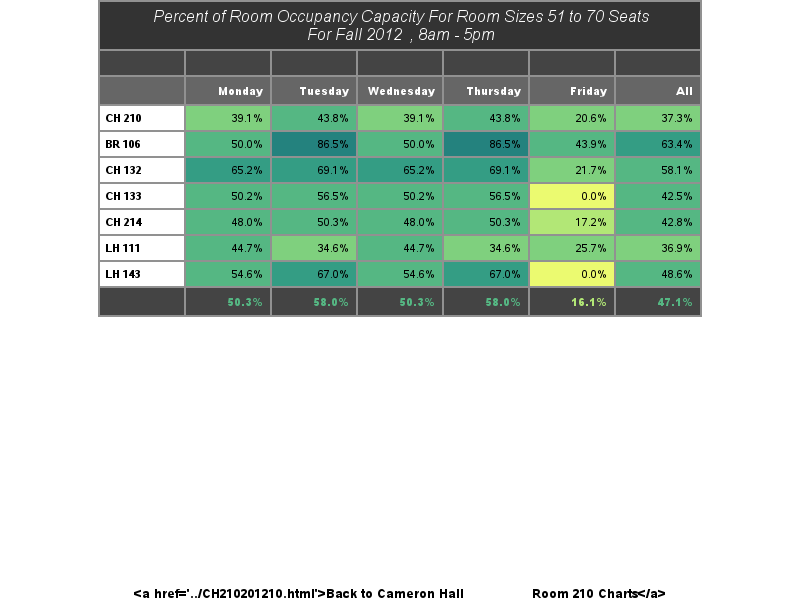 Percent of Room Occupancy Capacity For Room Sizes 51 to 70 Seats
For Fall 2012 , 8am - 5pm
Monday Tuesday Wednesday Thursday Friday All
CH 210 39.1% 43.8% 39.1% 43.8% 20.6% 37.3%
BR 106 50.0% 86.5% 50.0% 86.5% 43.9% 63.4%
CH 132 65.2% 69.1% 65.2% 69.1% 21.7% 58.1%
CH 133 50.2% 56.5% 50.2% 56.5% 0.0% 42.5%
CH 214 48.0% 50.3% 48.0% 50.3% 17.2% 42.8%
LH 111 44.7% 34.6% 44.7% 34.6% 25.7% 36.9%
LH 143 54.6% 67.0% 54.6% 67.0% 0.0% 48.6%
50.3% 58.0% 50.3% 58.0% 16.1% 47.1%
<a href='../CH210201210.html'>Back to Cameron Hall Room 210 Charts</a>